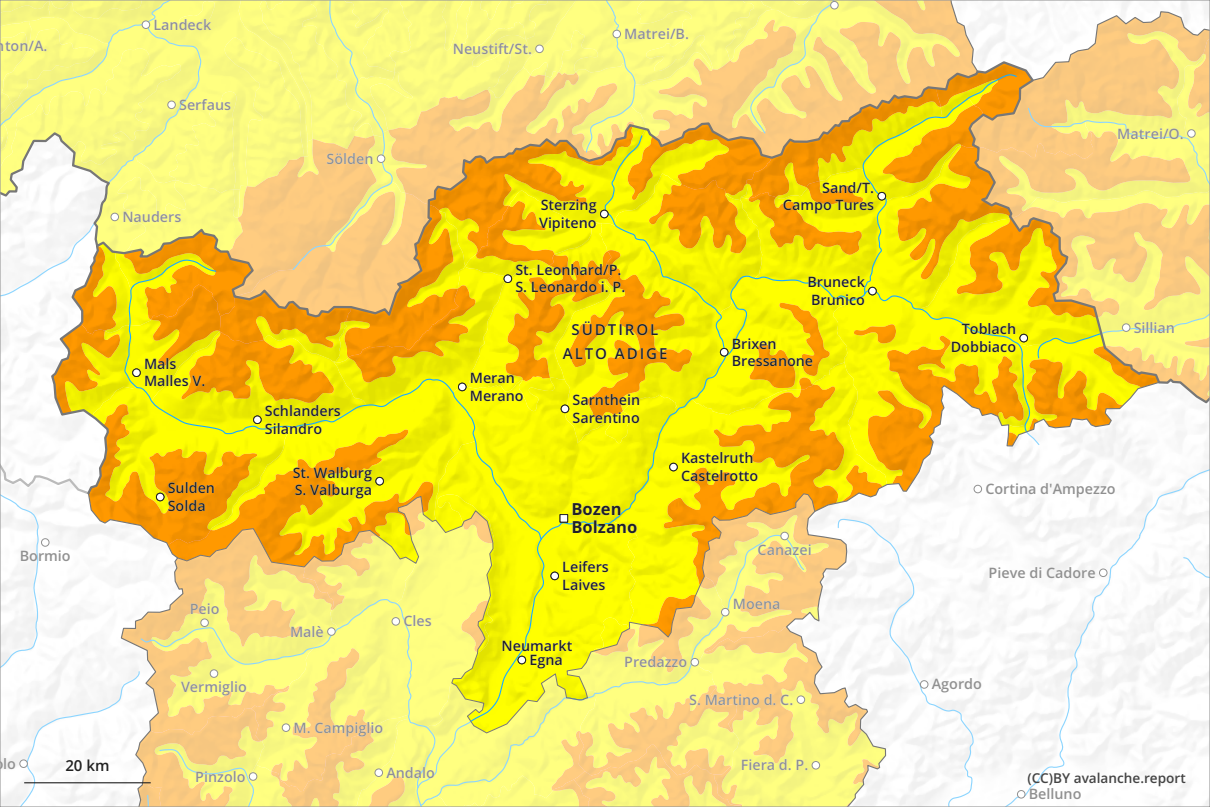 Landeck
nton/A.
Neustift/St.
Matrei/B.
Serfaus
Matrei/O.
Sölden
Nauders
Sand/T.
Campo Tures
Sterzing
Vipiteno
St. Leonhard/P.
S. Leonardo i. P.
Bruneck
Brunico
SÜDTIROL
ALTO ADIGE
Toblach
Dobbiaco
Sillian
Brixen
Bressanone
Mals
Malles V.
Meran
Merano
Sarnthein
Sarentino
Schlanders
Silandro
Kastelruth
Castelrotto
St. Walburg
S. Valburga
Sulden
Solda
Cortina d'Ampezzo
Bozen
Bolzano
Bormio
Canazei
Leifers
Laives
Pieve di Cadore
Peio
Moena
Cles
Malè
Neumarkt
Egna
Predazzo
Vermiglio
Agordo
S. Martino d. C.
M. Campiglio
Fiera d. P.
olo
20 km
Pinzolo
Andalo
(CC)BY avalanche.report
Belluno